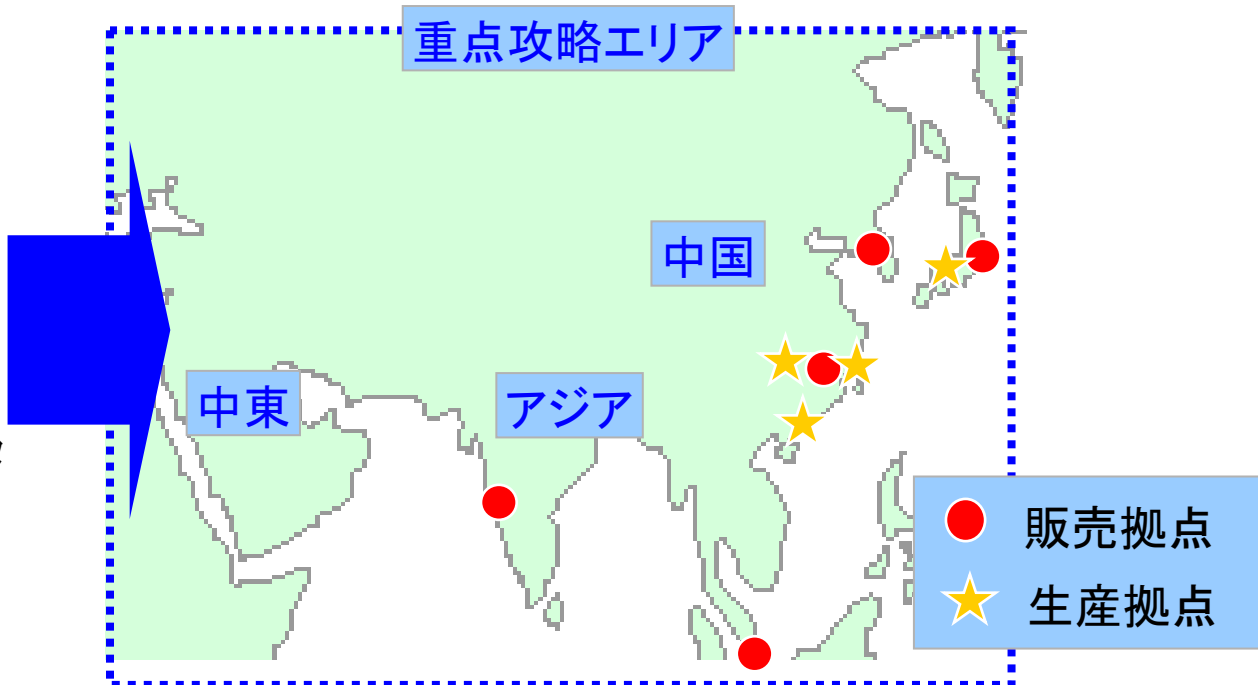 重点攻略エリア
中国
中東
アジア
販売拠点
生産拠点